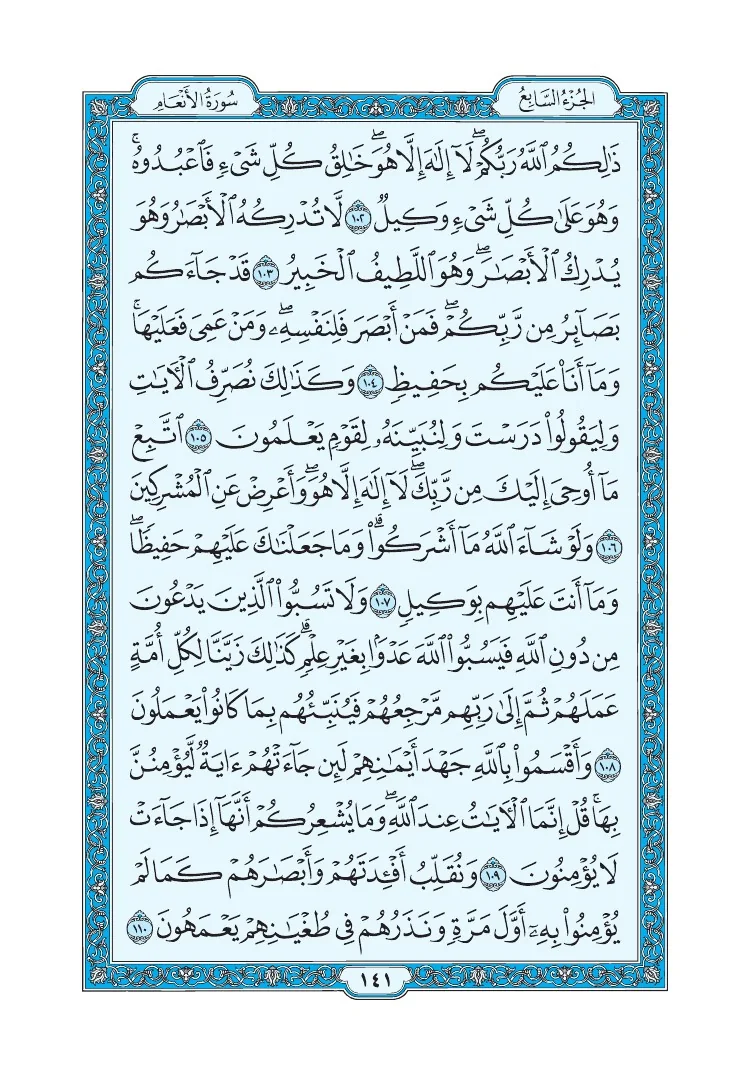 الجزء السابع
سورة الأنعام
ذَٰلِكُمُ ٱللَّهُ رَبُّكُمۡۖ لَآ إِلَٰهَ إِلَّا هُوَۖ خَٰلِقُ كُلِّ شَيۡءٖ فَٱعۡبُدُوهُۚ
وَهُوَ عَلَىٰ كُلِّ شَيۡءٖ وَكِيلٞ ١٠٢ لَّا تُدۡرِكُهُ ٱلۡأَبۡصَٰرُ وَهُوَ
يُدۡرِكُ ٱلۡأَبۡصَٰرَۖ وَهُوَ ٱللَّطِيفُ ٱلۡخَبِيرُ ١٠٣ قَدۡ جَآءَكُم
بَصَآئِرُ مِن رَّبِّكُمۡۖ فَمَنۡ أَبۡصَرَ فَلِنَفۡسِهِۦۖ وَمَنۡ عَمِيَ فَعَلَيۡهَاۚ
وَمَآ أَنَا۠ عَلَيۡكُم بِحَفِيظٖ ١٠٤ وَكَذَٰلِكَ نُصَرِّفُ ٱلۡأٓيَٰتِ
وَلِيَقُولُواْ دَرَسۡتَ وَلِنُبَيِّنَهُۥ لِقَوۡمٖ يَعۡلَمُونَ ١٠٥ ٱتَّبِعۡ
مَآ أُوحِيَ إِلَيۡكَ مِن رَّبِّكَۖ لَآ إِلَٰهَ إِلَّا هُوَۖ وَأَعۡرِضۡ عَنِ ٱلۡمُشۡرِكِينَ
١٠٦ وَلَوۡ شَآءَ ٱللَّهُ مَآ أَشۡرَكُواْۗ وَمَا جَعَلۡنَٰكَ عَلَيۡهِمۡ حَفِيظٗاۖ
وَمَآ أَنتَ عَلَيۡهِم بِوَكِيلٖ ١٠٧ وَلَا تَسُبُّواْ ٱلَّذِينَ يَدۡعُونَ
مِن دُونِ ٱللَّهِ فَيَسُبُّواْ ٱللَّهَ عَدۡوَۢا بِغَيۡرِ عِلۡمٖۗ كَذَٰلِكَ زَيَّنَّا لِكُلِّ أُمَّةٍ
عَمَلَهُمۡ ثُمَّ إِلَىٰ رَبِّهِم مَّرۡجِعُهُمۡ فَيُنَبِّئُهُم بِمَا كَانُواْ يَعۡمَلُونَ
١٠٨ وَأَقۡسَمُواْ بِٱللَّهِ جَهۡدَ أَيۡمَٰنِهِمۡ لَئِن جَآءَتۡهُمۡ ءَايَةٞ لَّيُؤۡمِنُنَّ
بِهَاۚ قُلۡ إِنَّمَا ٱلۡأٓيَٰتُ عِندَ ٱللَّهِۖ وَمَا يُشۡعِرُكُمۡ أَنَّهَآ إِذَا جَآءَتۡ
لَا يُؤۡمِنُونَ ١٠٩ وَنُقَلِّبُ أَفۡـِٔدَتَهُمۡ وَأَبۡصَٰرَهُمۡ كَمَا لَمۡ
يُؤۡمِنُواْ بِهِۦٓ أَوَّلَ مَرَّةٖ وَنَذَرُهُمۡ فِي طُغۡيَٰنِهِمۡ يَعۡمَهُونَ ١١٠
١٤١